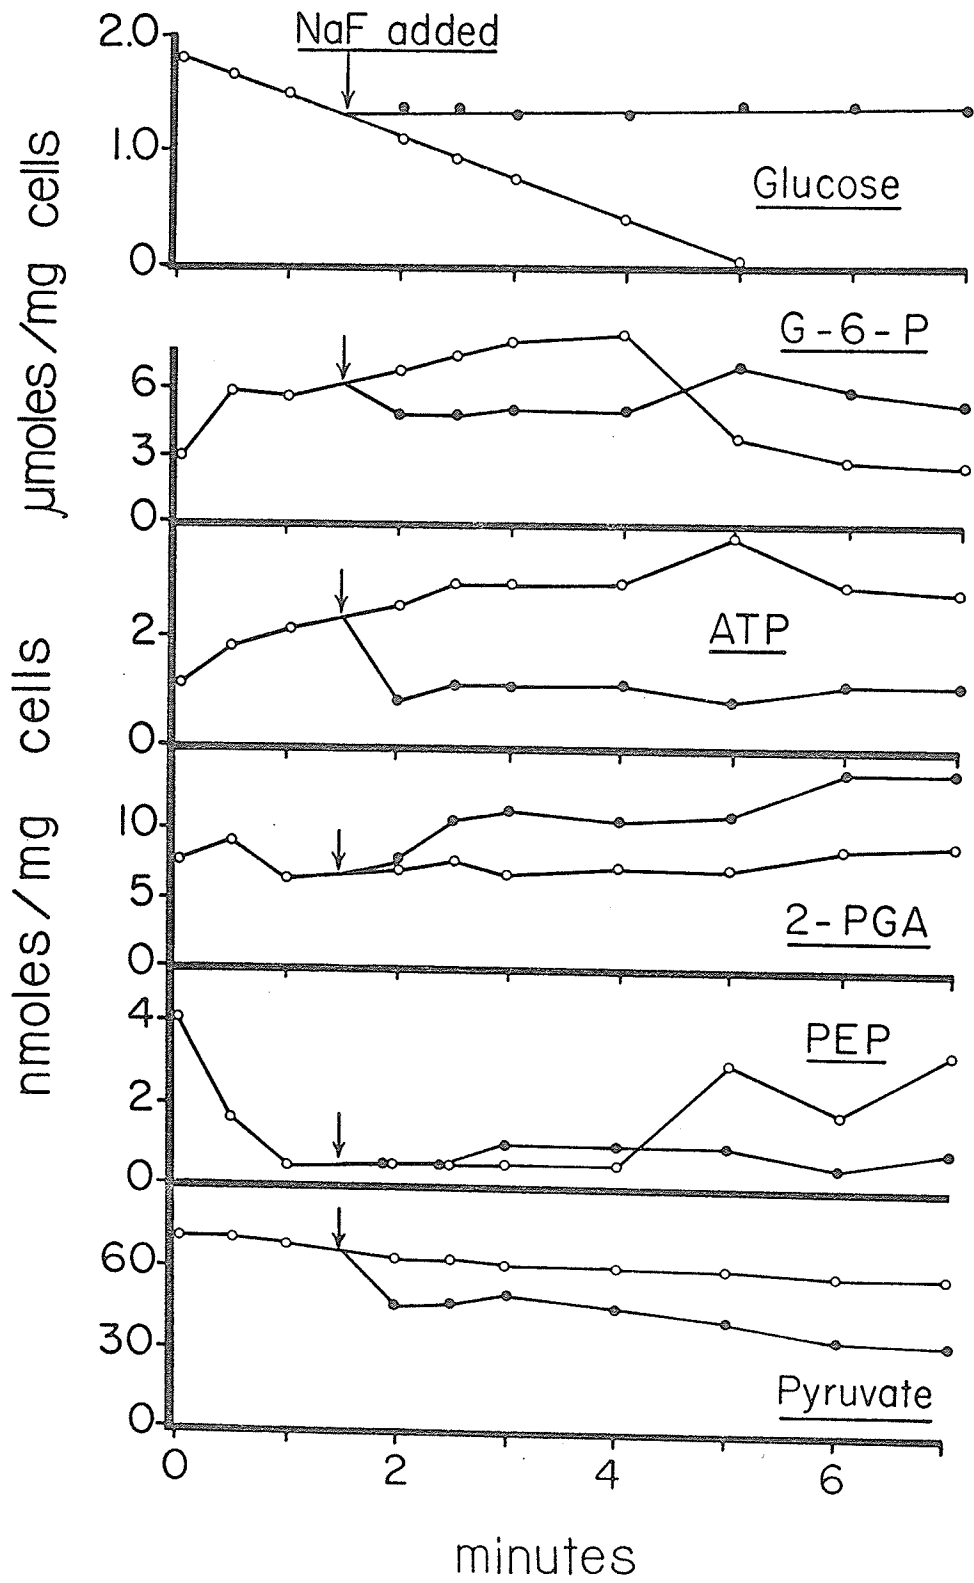 2.0
NaF added
1.0
Glucose
0
G-6-P
6
3
0
μmoles/mg cells
2
ATP
0
10
5
2-PGA
0
4
PEP
2
0
nmoles/mg cells
60
30
Pyruvate
0
0 2 4 6
minutes